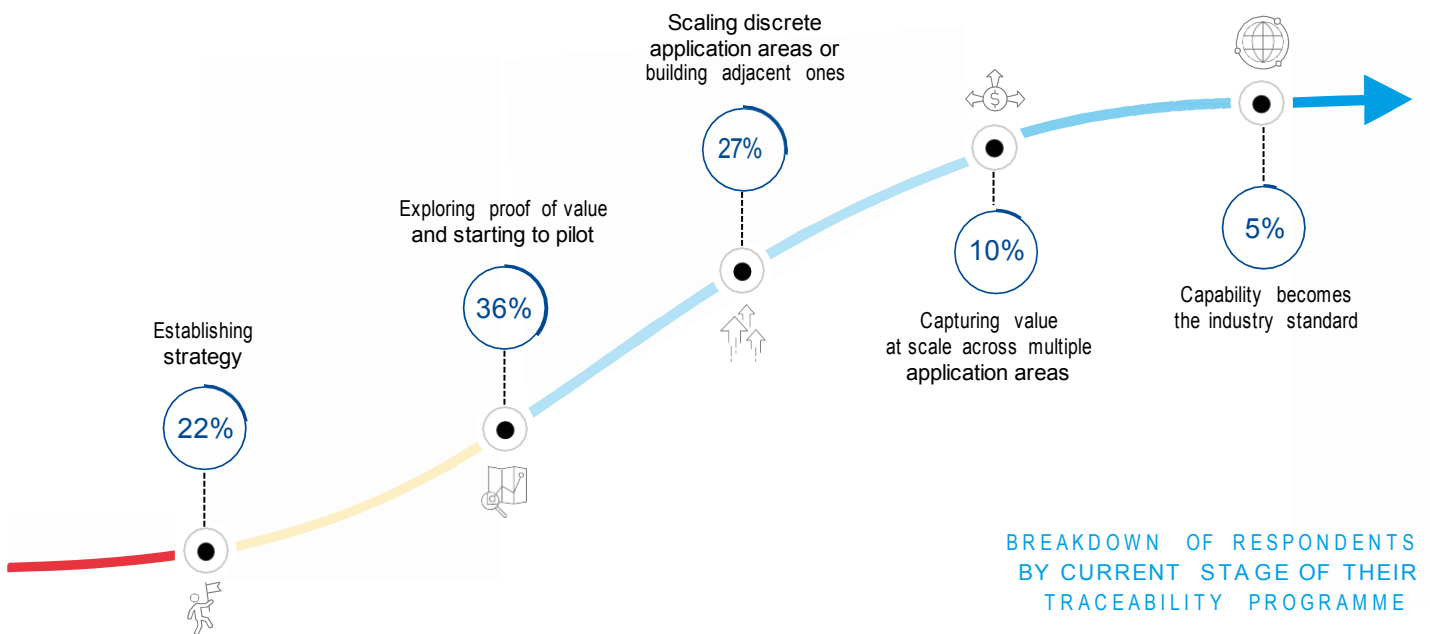 Establishing
strategy
22%
Exploring proof of value
and starting to pilot
36%
Scaling discrete
application areas or
building adjacent ones
27%
$
10%
Capturing value
at scale across multiple
application areas
5%
Capability becomes
the industry standard
BREAKDOWN OF RESPONDENTS
BY CURRENT STAGE OF THEIR
TRACEABILITY PROGRAMME